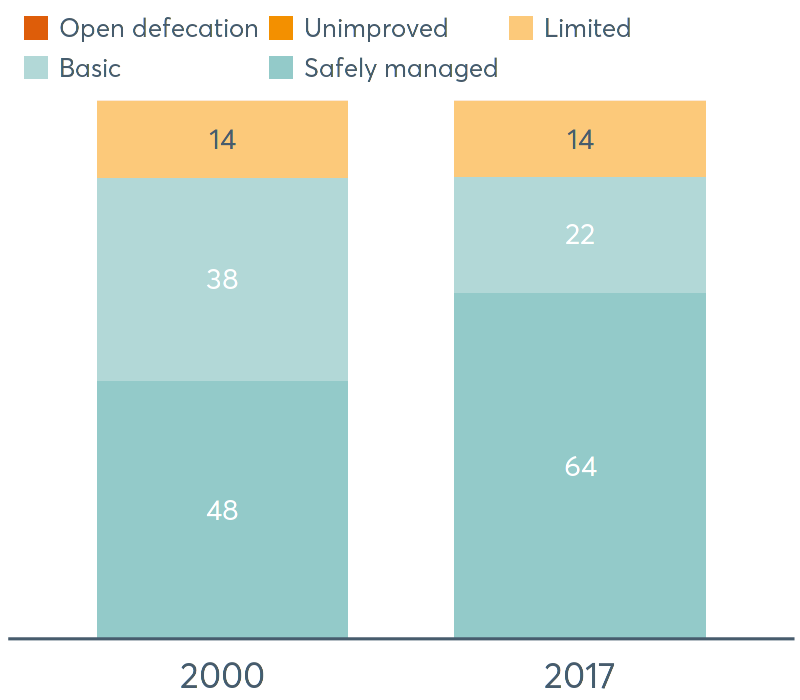 Open defecation Unimproved Limited
Basic Safely managed
14 14
38 22
48 64
2000 2017